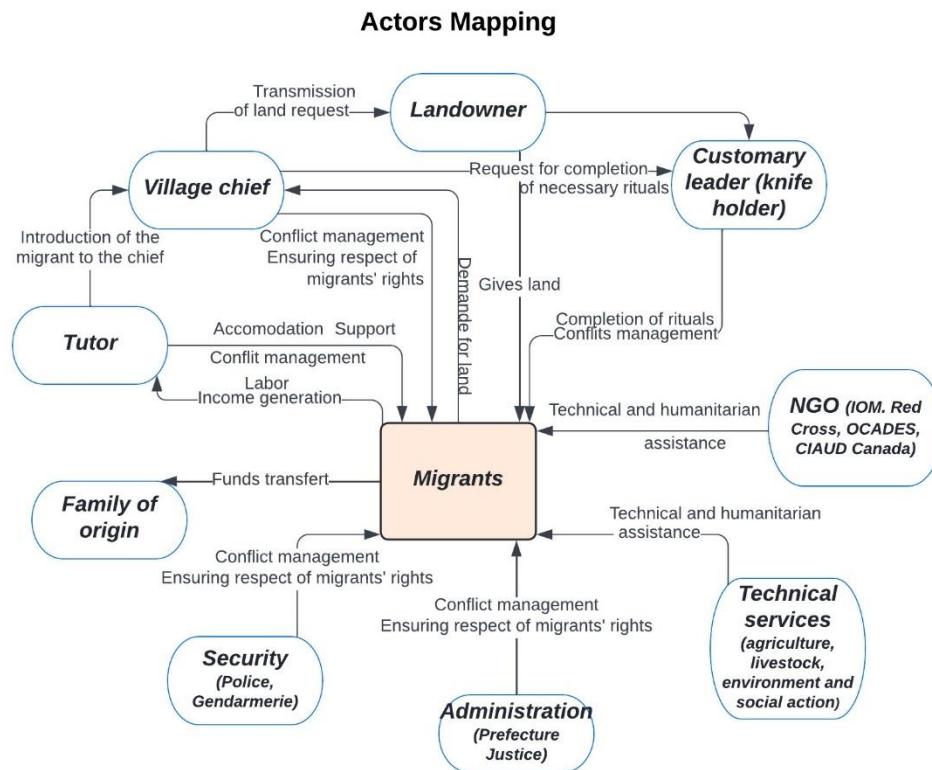 Actors Mapping
Transmission
of land request
Landowner
Village chief
Request for completion
of necessary rituals
Customary
leader (knife
holder)
Introduction of the
migrant to the chief
Conflict management
Ensuring respect of
migrants' rights
Demande for land
Gives land
Tutor
Accomodation Support
Conflit management
Completion of rituals
Conflits management
Labor
Income generation
Technical and humanitarian
assistance
NGO (IOM. Red
Cross, OCADES,
CIAUD Canada)
Migrants
Funds transfert
Family of
origin
Technical and humanitarian
assistance
Conflict management
Ensuring respect of migrants' rights
Conflict management
Ensuring respect of migrants' rights
Technical
services
(agriculture,
livestock,
environment and
social action)
Security
(Police,
Gendarmerie)
Administration
(Prefecture
Justice)